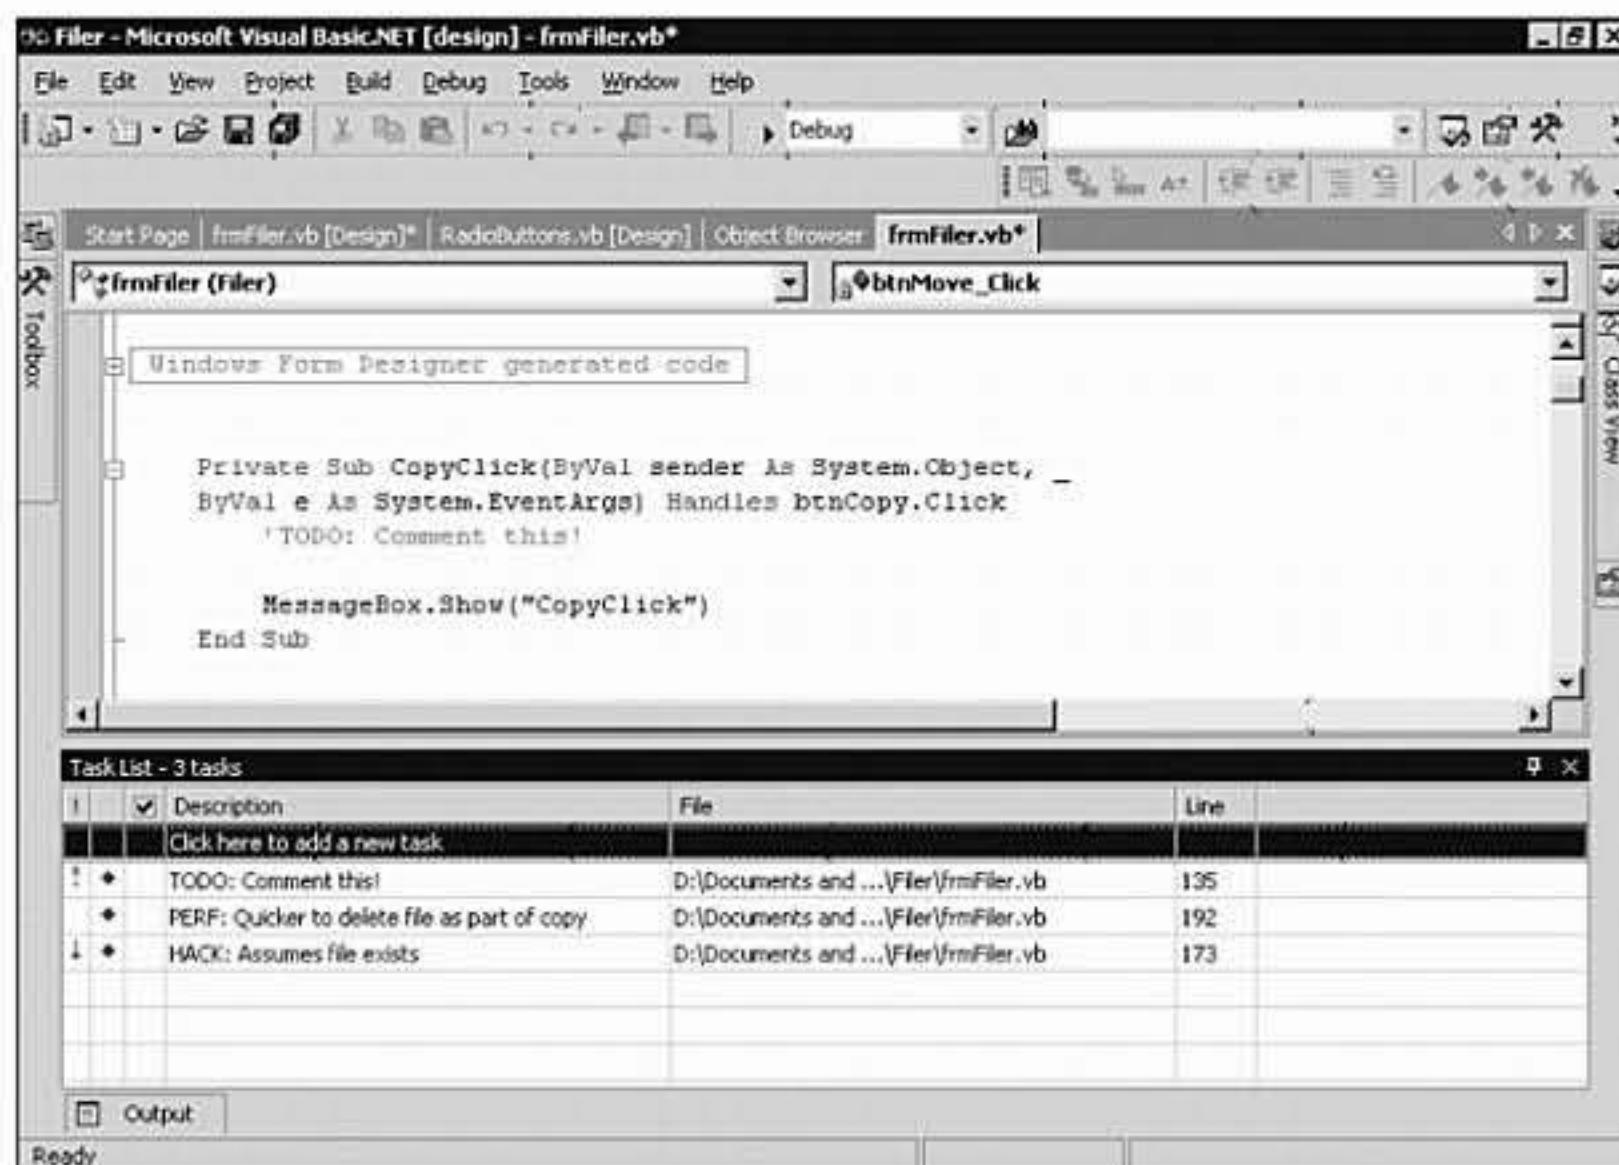 Filer - Microsoft Visual Basic.NET [design] - frmFiler.vb*
File Edit View Project Build Debug Tools Window Help
Debug
Start Page frmFiler.vb [Design]* RadioButtons.vb [Design] Object Browser frmFiler.vb*
frmFiler (Filer) btnMove_Click
Toolbox
Class View
Windows Form Designer generated code
Private Sub CopyClick(ByVal sender As System.Object, _
ByVal e As System.EventArgs) Handles btnCopy.Click
'TODO: Comment this!
MessageBox.Show("CopyClick")
End Sub
Task List - 3 tasks
! Description File Line
Click here to add a new task
TODO: Comment this! D:\Documents and ...\Filer\frmFiler.vb 135
PERF: Quicker to delete file as part of copy D:\Documents and ...\Filer\frmFiler.vb 192
HACK: Assumes file exists D:\Documents and ...\Filer\frmFiler.vb 173
Output
Ready